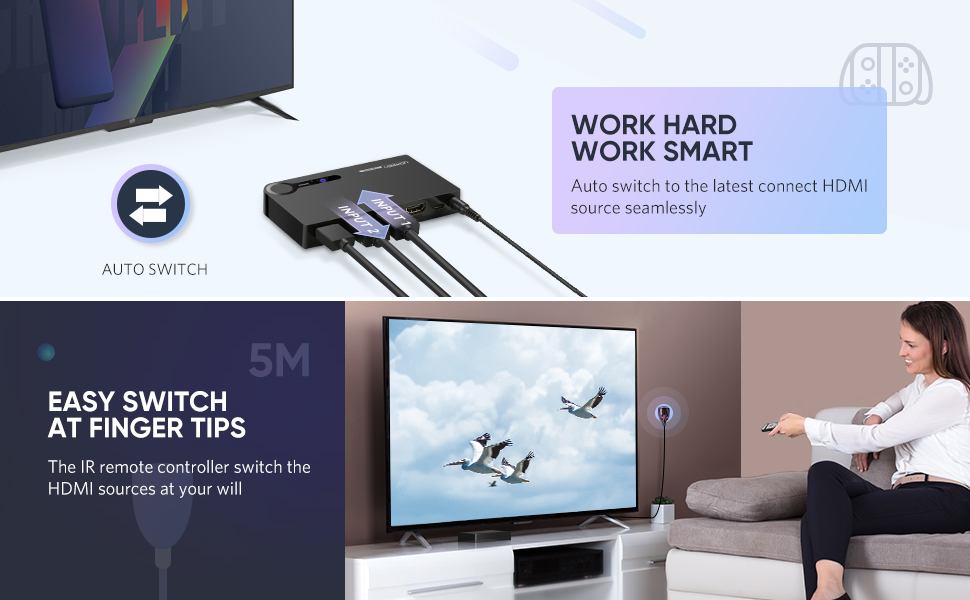 WORK HARD
WORK SMART
Auto switch to the latest connect HDMI
source seamlessly
INPUT 1
INPUT 2
AUTO SWITCH
5M
EASY SWITCH
AT FINGER TIPS
The IR remote controller switch the
HDMI sources at your will